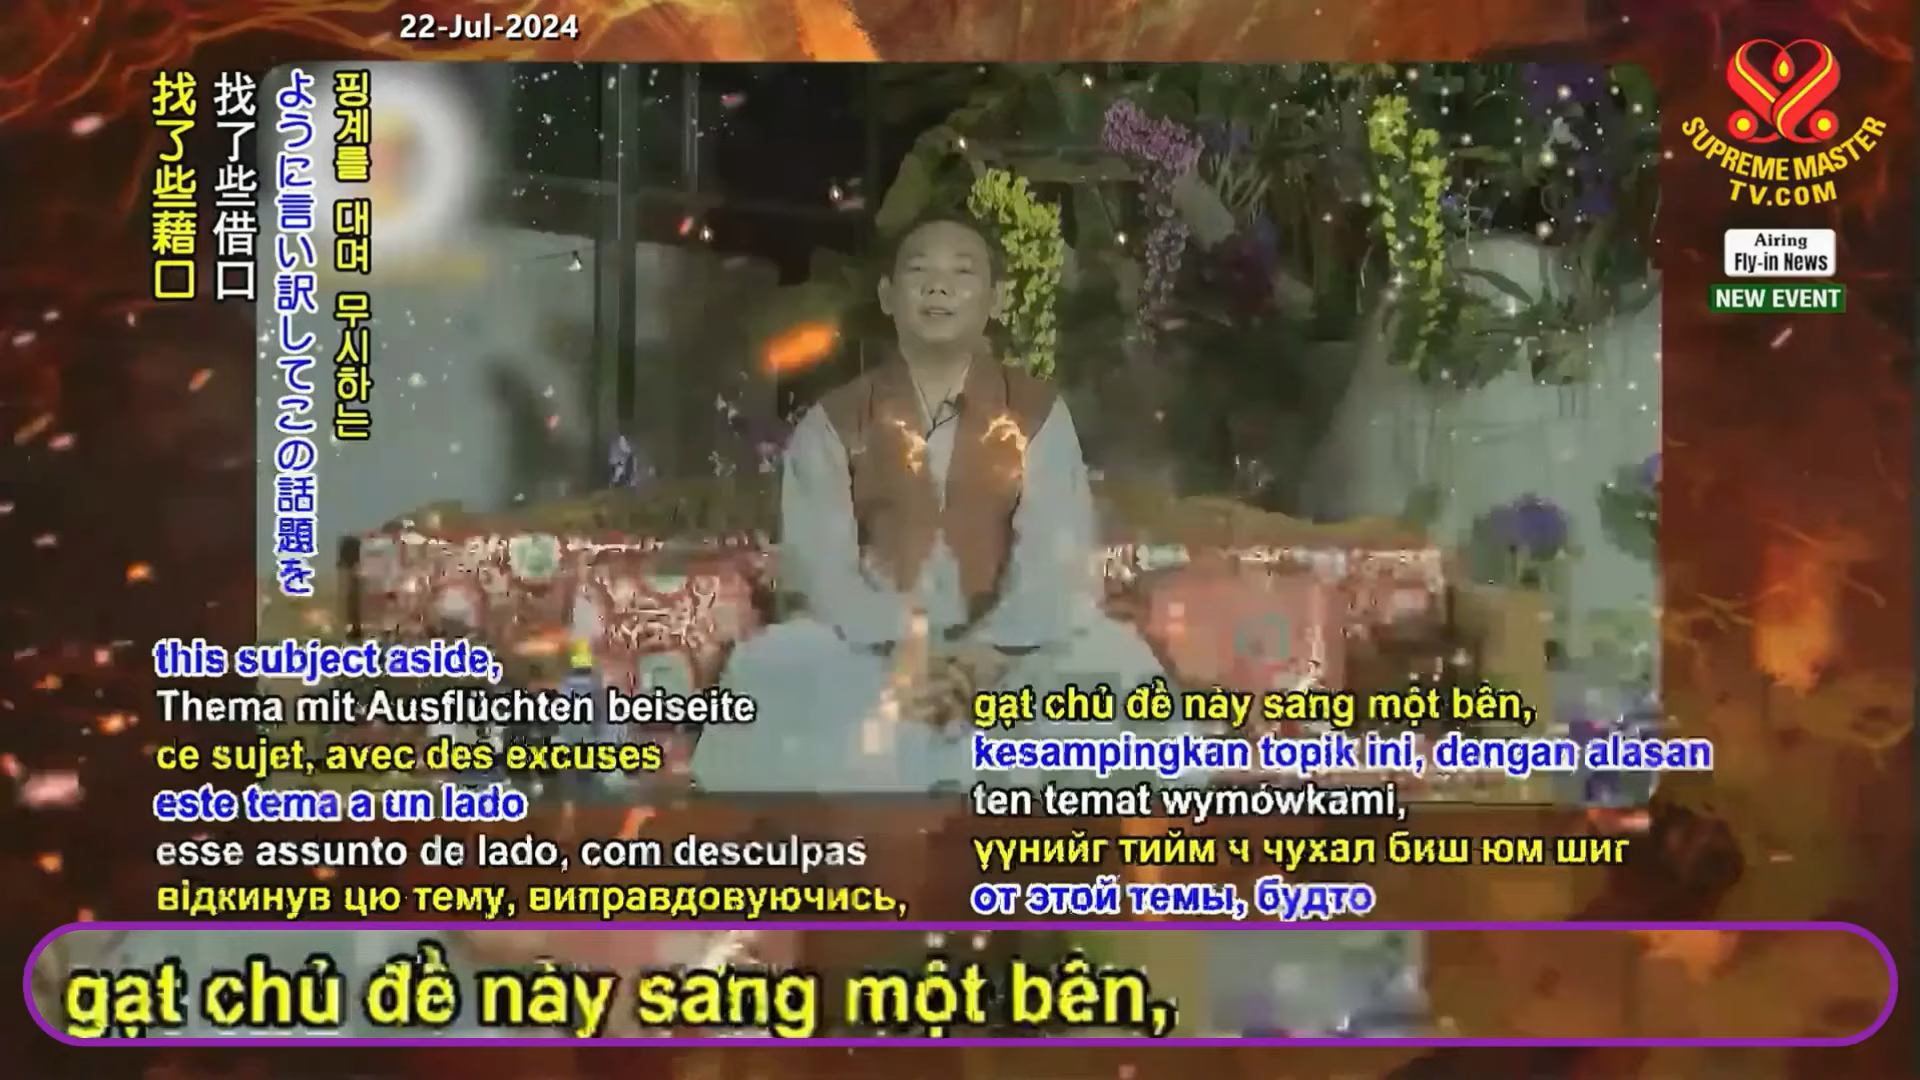 22-Jul-2024
找了些藉口
找了些借口
ように言い訳してこの話題を
핑계를 대며 무시하는
SUPREME MASTER
TV.COM
Airing
Fly-in News
NEW EVENT
this subject aside,
Thema mit Ausflüchten beiseite
ce sujet, avec des excuses
este tema a un lado
esse assunto de lado, com desculpas
відкинув цю тему, виправдовуючись,
gạt chủ đề này sang một bên,
kesampingkan topik ini, dengan alasan
ten temat wymówkami,
үүнийг тийм ч чухал биш юм шиг
от этой темы, будто
gạt chủ đề này sang một bên,